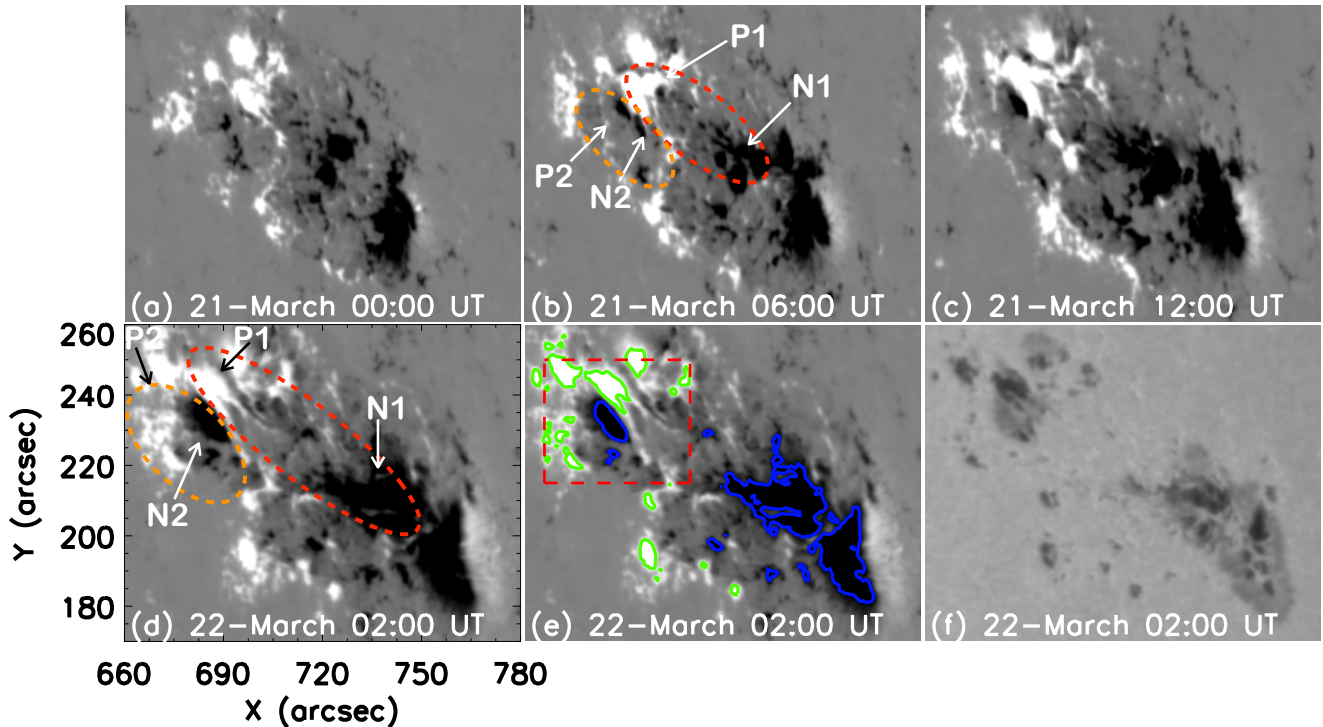 P1
N1
P2
N2
(a) 21-March 00:00 UT
(b) 21-March 06:00 UT
(c) 21-March 12:00 UT
260
240
220
200
180
Y (arcsec)
P2
P1
N1
N2
(d) 22-March 02:00 UT
(e) 22-March 02:00 UT
(f) 22-March 02:00 UT
660 690 720 750 780
X (arcsec)